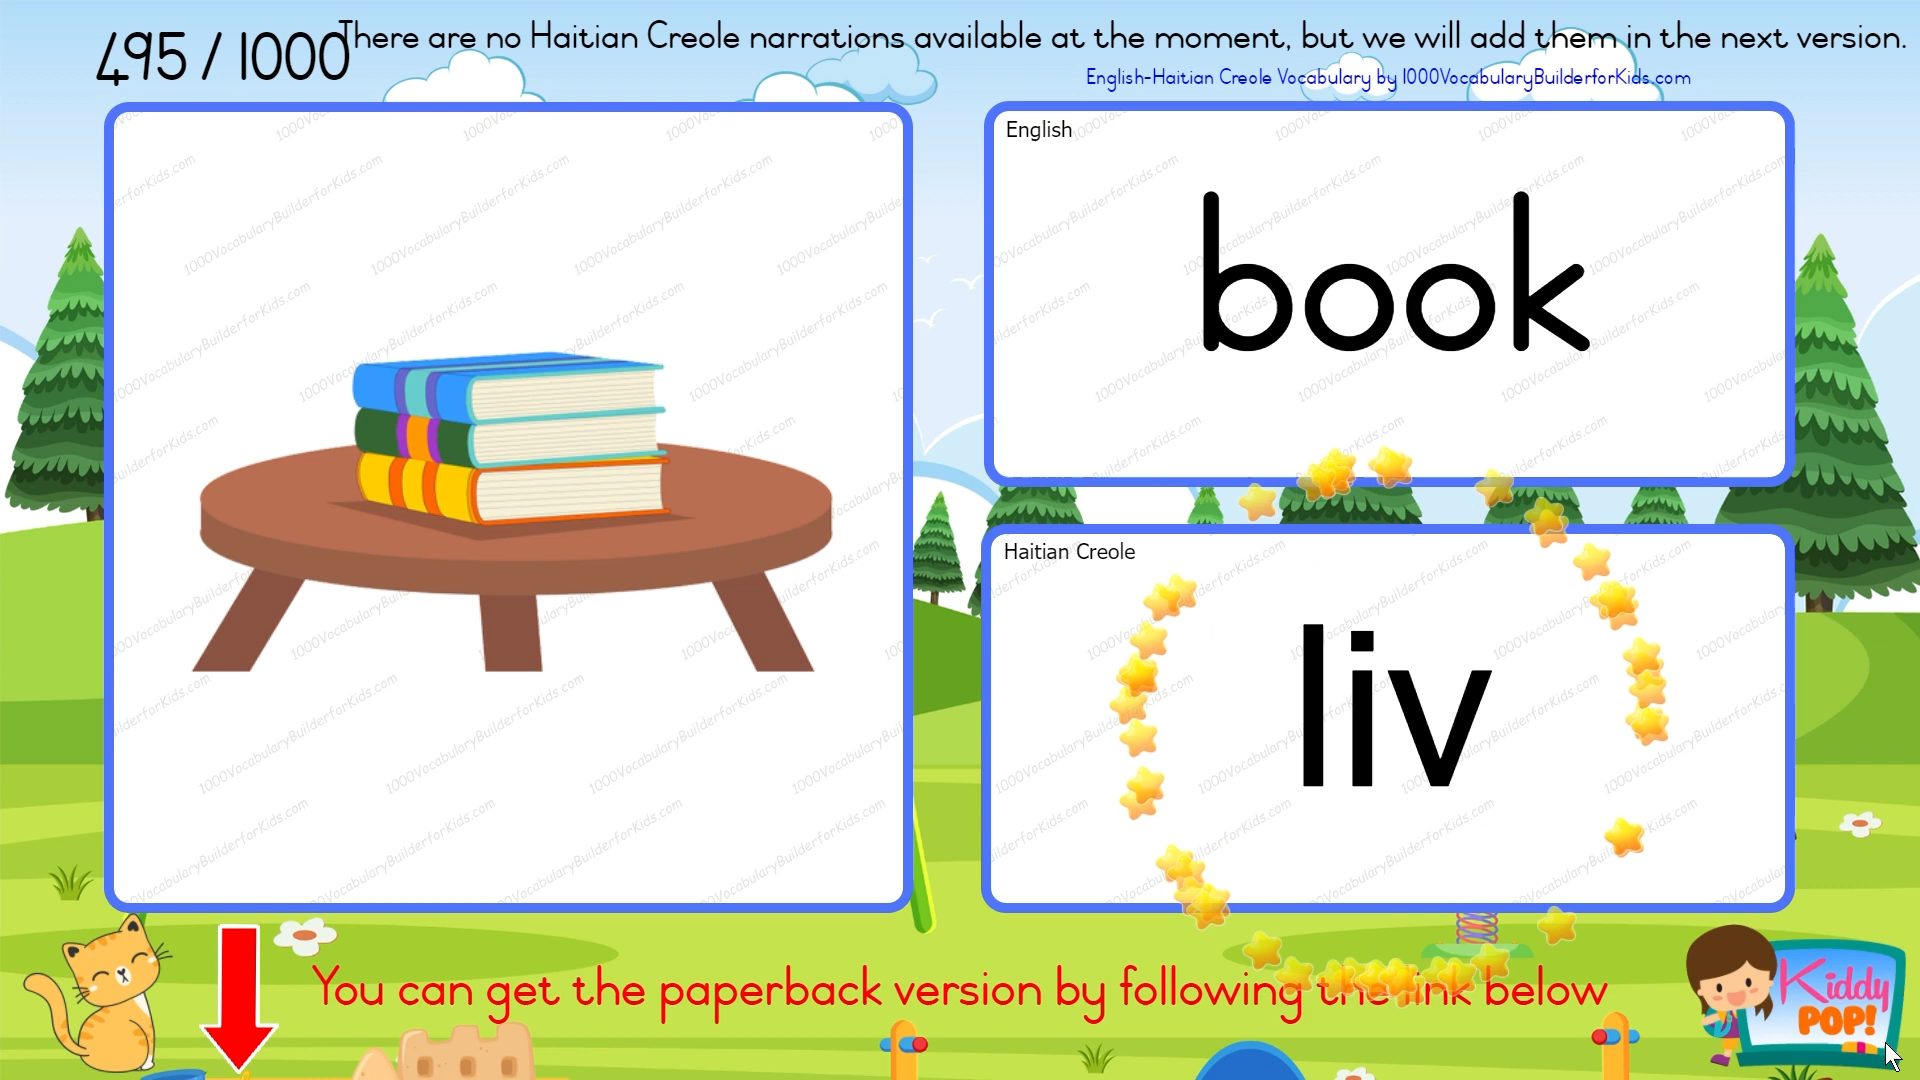 495 / 1000
There are no Haitian Creole narrations available at the moment, but we will add them in the next version.
English-Haitian Creole Vocabulary by 1000VocabularyBuilderforKids.com
English
book
Haitian Creole
liv
You can get the paperback version by following the link below
Kiddy
POP!
1000VocabularyBuilderforKids.com